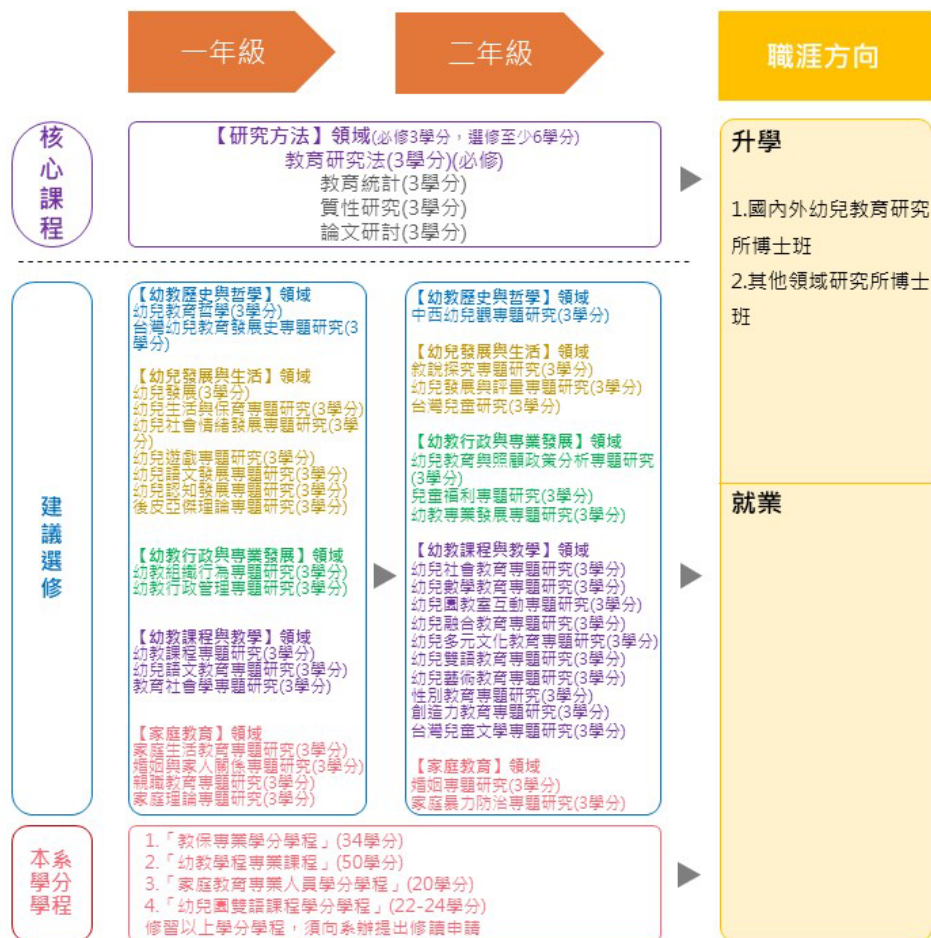 一年級
二年級
職涯方向
核
心
課
程
【研究方法】領域(必修3學分，選修至少6學分)
教育研究法(3學分)(必修)
教育統計(3學分)
質性研究(3學分)
論文研討(3學分)
升學
1.國內外幼兒教育研究
所博士班
2.其他領域研究所博士
班
建
議
選
修
【幼教歷史與哲學】領域
幼兒教育哲學(3學分)
台灣幼兒教育發展史專題研究(3
學分)
【幼兒發展與生活】領域
幼兒發展(3學分)
幼兒生活與保育專題研究(3學分)
幼兒社會情緒發展專題研究(3學
分)
幼兒遊戲專題研究(3學分)
幼兒語文發展專題研究(3學分)
幼兒認知發展專題研究(3學分)
後皮亞傑理論專題研究(3學分)
【幼教行政與專業發展】領域
幼教組織行為專題研究(3學分)
幼教行政管理專題研究(3學分)
【幼教課程與教學】領域
幼教課程專題研究(3學分)
幼兒語文教育專題研究(3學分)
教育社會學專題研究(3學分)
【家庭教育】領域
家庭生活教育專題研究(3學分)
婚姻與家人關係專題研究(3學分)
親職教育專題研究(3學分)
家庭理論專題研究(3學分)
【幼教歷史與哲學】領域
中西幼兒觀專題研究(3學分)
【幼兒發展與生活】領域
敘說探究專題研究(3學分)
幼兒發展與評量專題研究(3學分)
台灣兒童研究(3學分)
【幼教行政與專業發展】領域
幼兒教育與照顧政策分析專題研究
(3學分)
兒童福利專題研究(3學分)
幼教專業發展專題研究(3學分)
【幼教課程與教學】領域
幼兒社會教育專題研究(3學分)
幼兒數學教育專題研究(3學分)
幼兒園教室互動專題研究(3學分)
幼兒融合教育專題研究(3學分)
幼兒多元文化教育專題研究(3學分)
幼兒雙語教育專題研究(3學分)
幼兒藝術教育專題研究(3學分)
性別教育專題研究(3學分)
創造力教育專題研究(3學分)
台灣兒童文學專題研究(3學分)
【家庭教育】領域
婚姻專題研究(3學分)
家庭暴力防治專題研究(3學分)
就業
本系
學分
學程
1.「教保專業學分學程」(34學分)
2.「幼教學程專業課程」(50學分)
3.「家庭教育專業人員學分學程」(20學分)
4.「幼兒園雙語課程學分學程」(22-24學分)
修習以上學分學程，須向系辦提出修讀申請